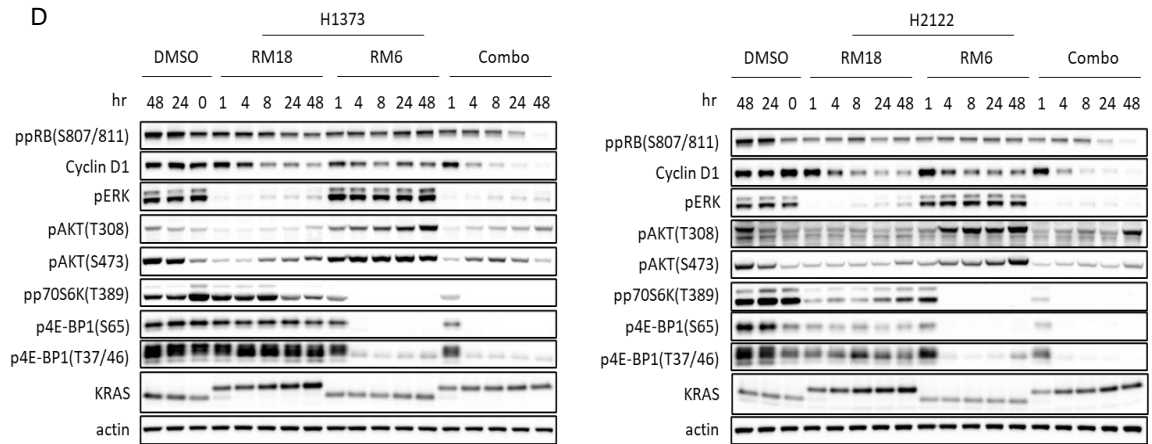 D
H1373
DMSO RM18 RM6 Combo
hr 48 24 0 1 4 8 24 48 1 4 8 24 48 1 4 8 24 48
ppRB(S807/811)
Cyclin D1
pERK
pAKT(T308)
pAKT(S473)
pp70S6K(T389)
p4E-BP1(S65)
p4E-BP1(T37/46)
KRAS
actin
H2122
DMSO RM18 RM6 Combo
hr 48 24 0 1 4 8 24 48 1 4 8 24 48 1 4 8 24 48
ppRB(S807/811)
Cyclin D1
pERK
pAKT(T308)
pAKT(S473)
pp70S6K(T389)
p4E-BP1(S65)
p4E-BP1(T37/46)
KRAS
actin